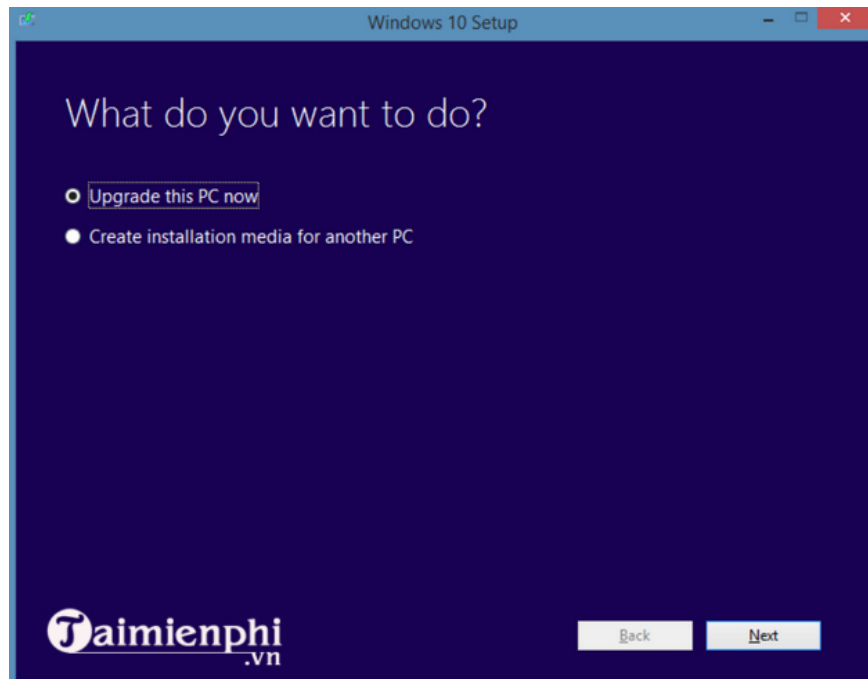 Windows 10 Setup
What do you want to do?
Upgrade this PC now
Create installation media for another PC
Taimienphi
.vn
Back
Next